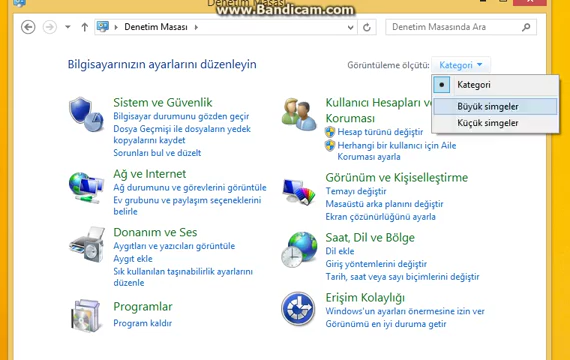 Denetim Masası
www.Bandicam.com
Denetim Masası
Denetim Masasında Ara
Bilgisayarınızın ayarlarını düzenleyin
Görüntüleme ölçütü: Kategori
Kategori
Büyük simgeler
Küçük simgeler
Sistem ve Güvenlik
Bilgisayar durumunu gözden geçir
Dosya Geçmişi ile dosyaların yedek
kopyalarını kaydet
Sorunları bul ve düzelt
Ağ ve Internet
Ağ durumunu ve görevlerini görüntüle
Ev grubunu ve paylaşım seçeneklerini
belirle
Donanım ve Ses
Aygıtları ve yazıcıları görüntüle
Aygıt ekle
Sık kullanılan taşınabilirlik ayarlarını
düzenle
Programlar
Program kaldır
Kullanıcı Hesapları ve
Koruması
Hesap türünü değiştir
Herhangi bir kullanıcı için Aile
Koruması ayarla
Görünüm ve Kişiselleştirme
Temayı değiştir
Masaüstü arka planını değiştir
Ekran çözünürlüğünü ayarla
Saat, Dil ve Bölge
Dil ekle
Giriş yöntemlerini değiştir
Tarih, saat veya sayı biçimlerini değiştir
Erişim Kolaylığı
Windows'un ayarları önermesine izin ver
Görünümü en iyi duruma getir